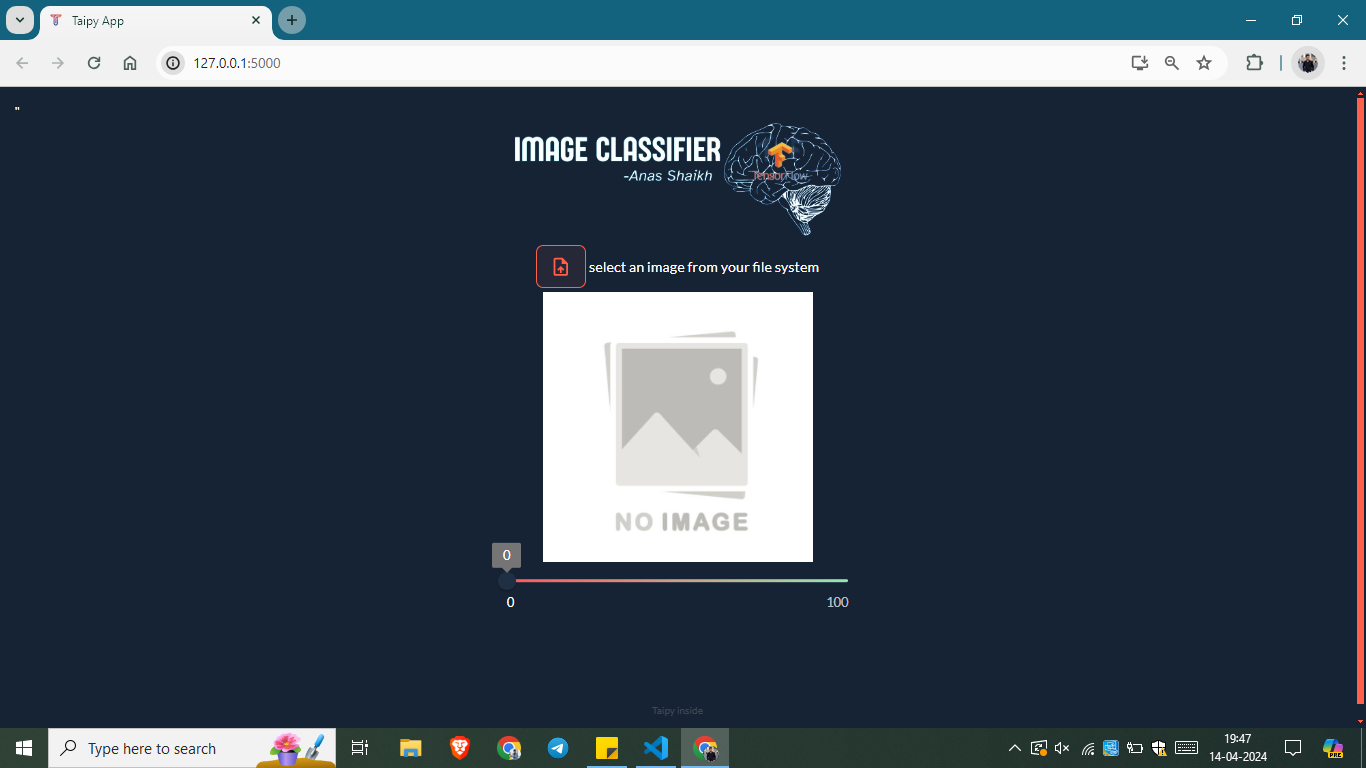 Taipy App
127.0.0.1:5000
"
IMAGE CLASSIFIER
-Anas Shaikh
TensorFlow
select an image from your file system
NO IMAGE
0
0
100
Taipy inside
Type here to search
19:47
14-04-2024
PRE